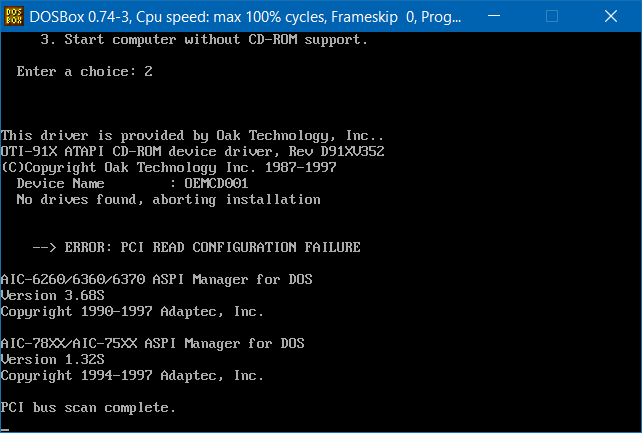 DOS BOX
DOSBox 0.74-3, Cpu speed: max 100% cycles, Frameskip 0, Prog...
3. Start computer without CD-ROM support.
Enter a choice: 2
This driver is provided by Oak Technology, Inc..
OTI-91X ATAPI CD-ROM device driver, Rev D91XV352
(C)Copyright Oak Technology Inc. 1987-1997
Device Name : OEMCD001
No drives found, aborting installation
--> ERROR: PCI READ CONFIGURATION FAILURE
AIC-6260/6360/6370 ASPI Manager for DOS
Version 3.68S
Copyright 1990-1997 Adaptec, Inc.
AIC-78XX/AIC-75XX ASPI Manager for DOS
Version 1.32S
Copyright 1994-1997 Adaptec, Inc.
PCI bus scan complete.
_